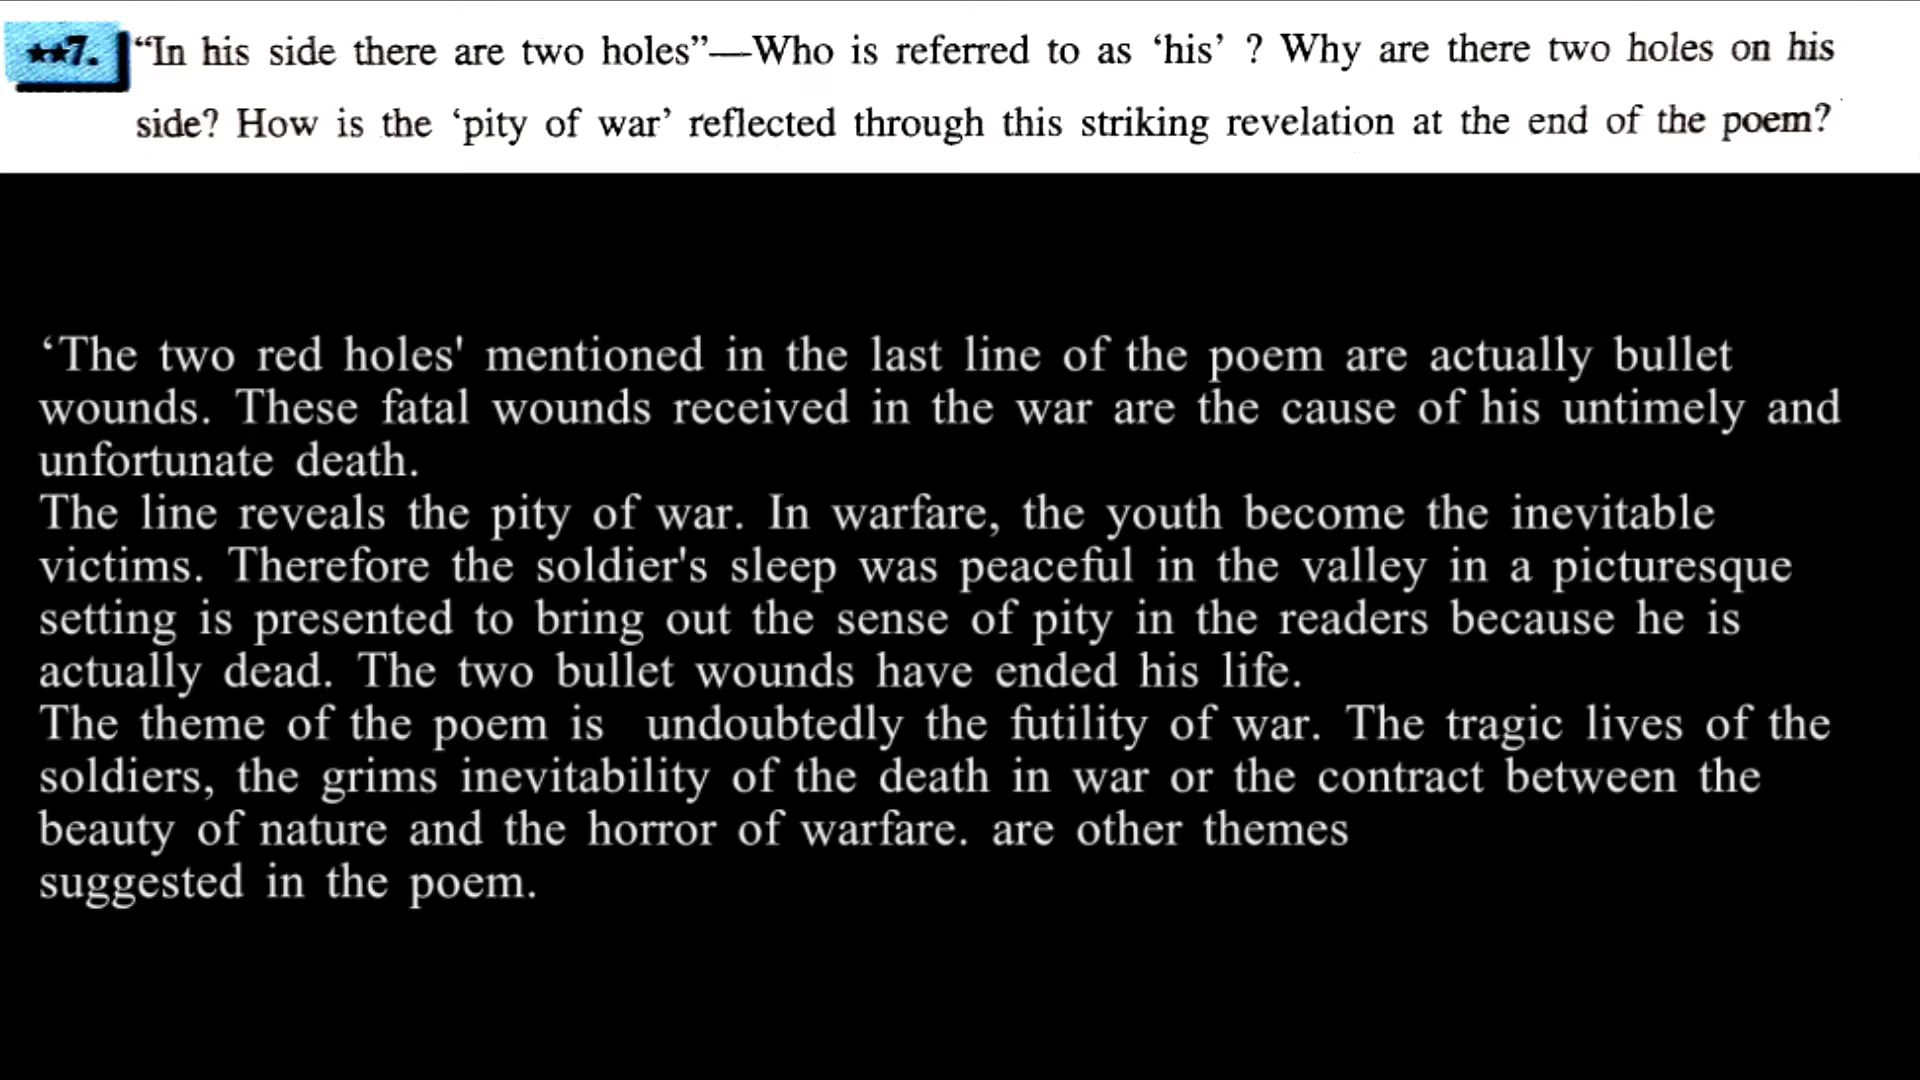 **7. “In his side there are two holes”—Who is referred to as ‘his’ ? Why are there two holes on his
side? How is the ‘pity of war’ reflected through this striking revelation at the end of the poem?
‘The two red holes' mentioned in the last line of the poem are actually bullet
wounds. These fatal wounds received in the war are the cause of his untimely and
unfortunate death.
The line reveals the pity of war. In warfare, the youth become the inevitable
victims. Therefore the soldier's sleep was peaceful in the valley in a picturesque
setting is presented to bring out the sense of pity in the readers because he is
actually dead. The two bullet wounds have ended his life.
The theme of the poem is undoubtedly the futility of war. The tragic lives of the
soldiers, the grims inevitability of the death in war or the contract between the
beauty of nature and the horror of warfare. are other themes
suggested in the poem.